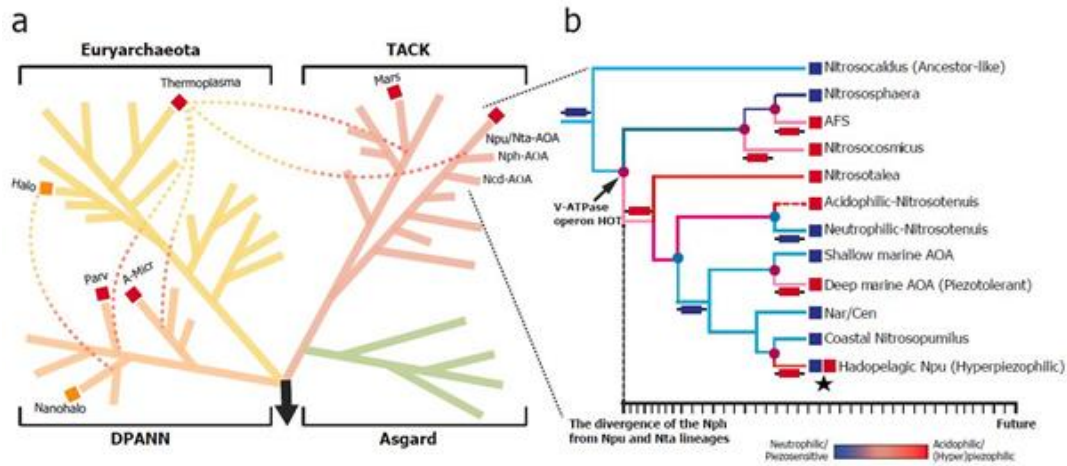 a
Euryarchaeota
TACK
Thermoplasma
Mars
Npu/Nta-AOA
Nph-AOA
Ncd-AOA
Halo
Parv
A-Micr
Nanohalo
DPANN
Asgard
b
Nitrosocaldus (Ancestor-like)
Nitrososphaera
AFS
Nitrosocosmicus
Nitrosotalea
V-ATPase
operon HOT
Acidophilic-Nitrosotenuis
Neutrophilic-Nitrosotenuis
Shallow marine AOA
Deep marine AOA (Piezotolerant)
Nar/Cen
Coastal Nitrosopumilus
Hadopelagic Npu (Hyperpiezophilic)
The divergence of the Nph
from Npu and Nta lineages
Future
Neutrophilic/
Piezosensitive
Acidophilic/
(Hyper)piezophilic